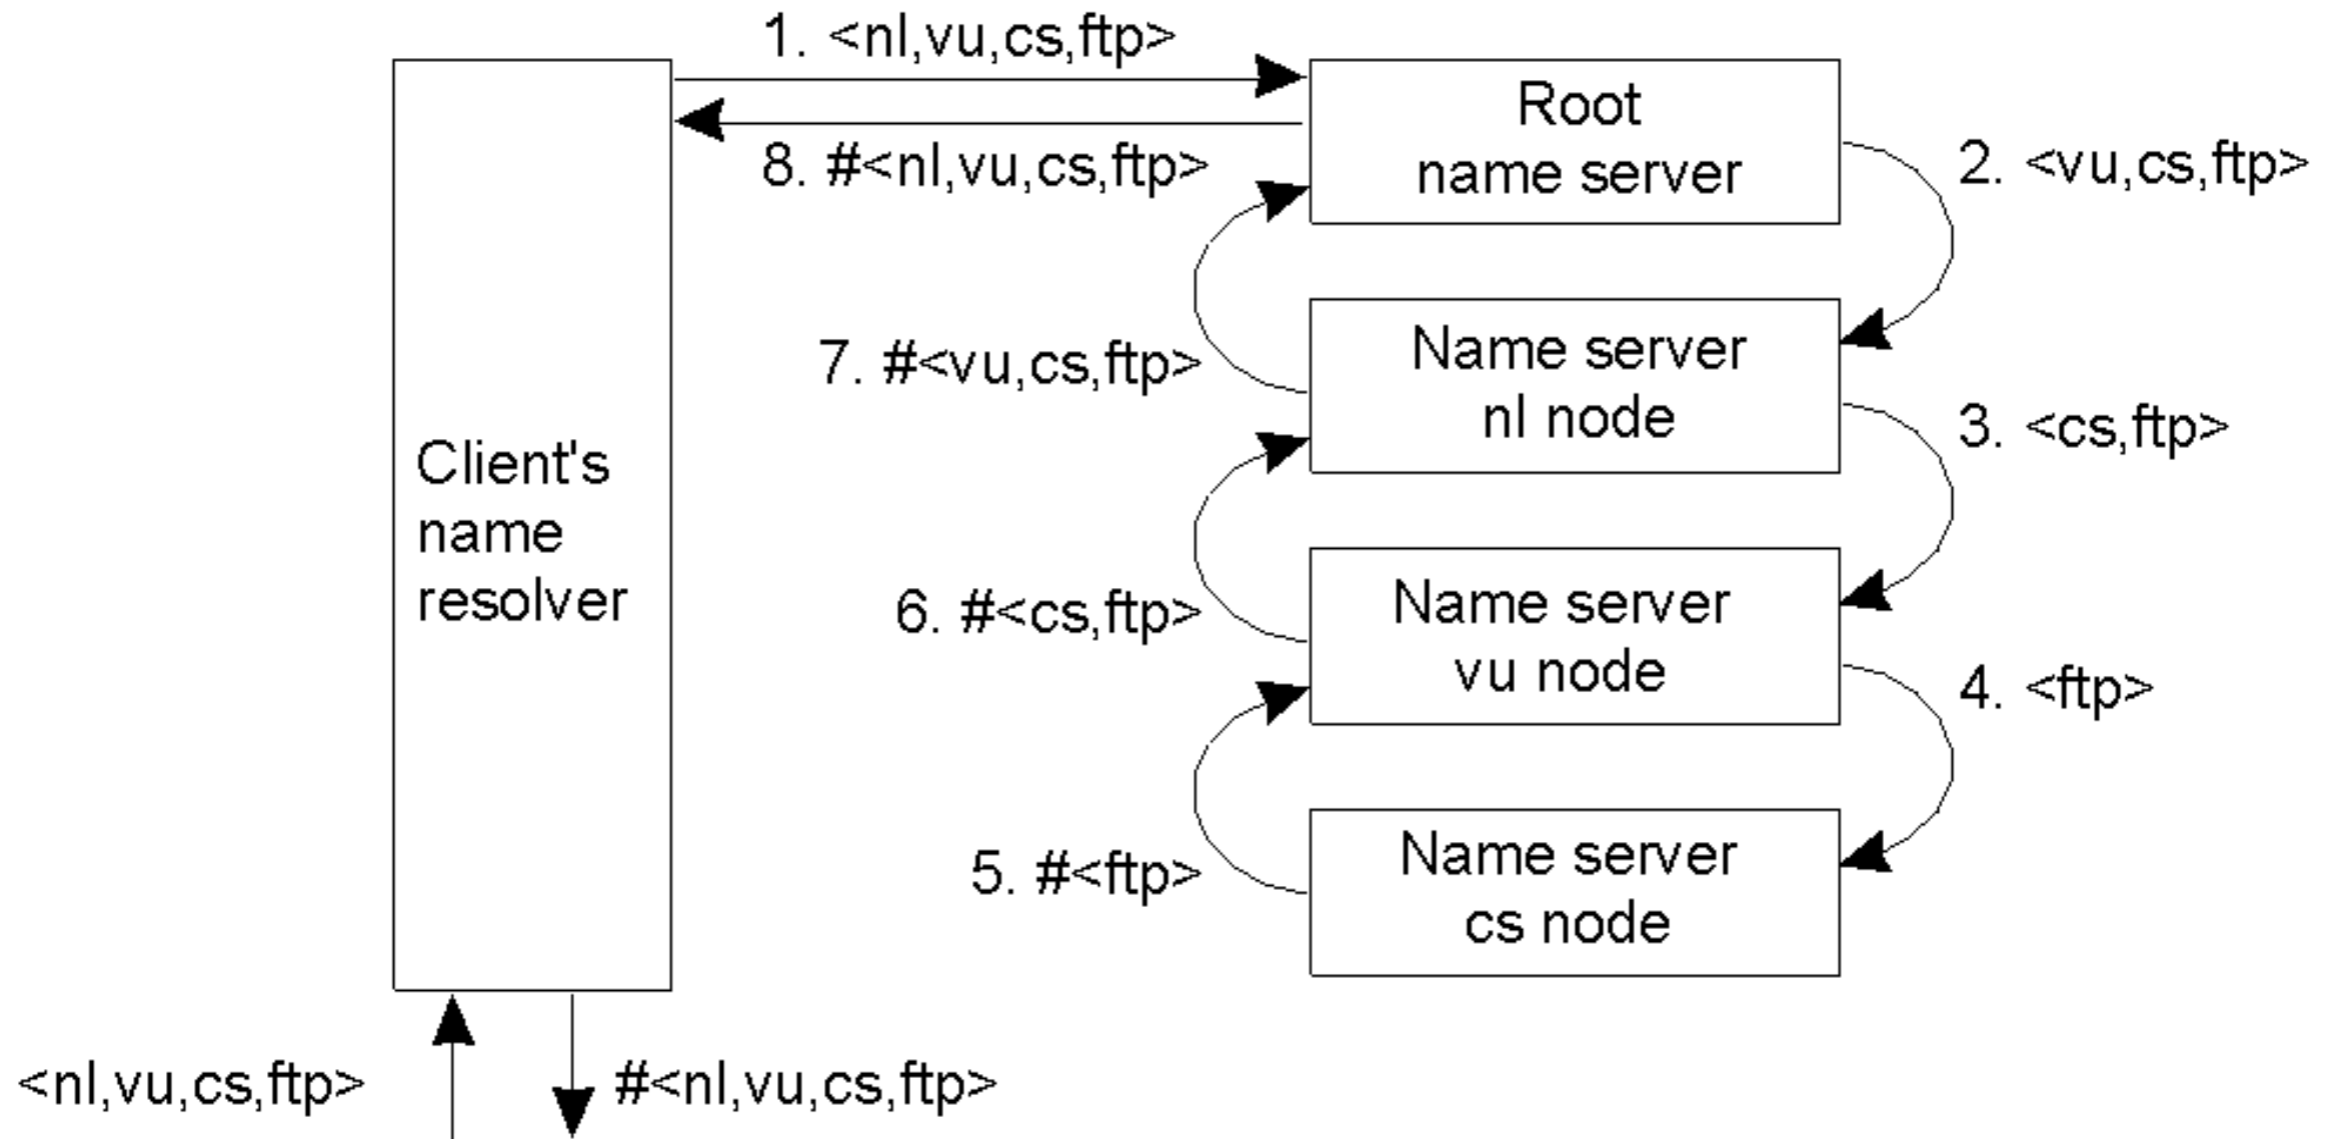 1. <nl,vu,cs,ftp>
Root
name server
8. #<nl,vu,cs,ftp>
2. <vu,cs,ftp>
Name server
nl node
7. #<vu,cs,ftp>
3. <cs,ftp>
Client's
name
resolver
Name server
vu node
6. #<cs,ftp>
4. <ftp>
Name server
cs node
5. #<ftp>
<nl,vu,cs,ftp>
#<nl,vu,cs,ftp>